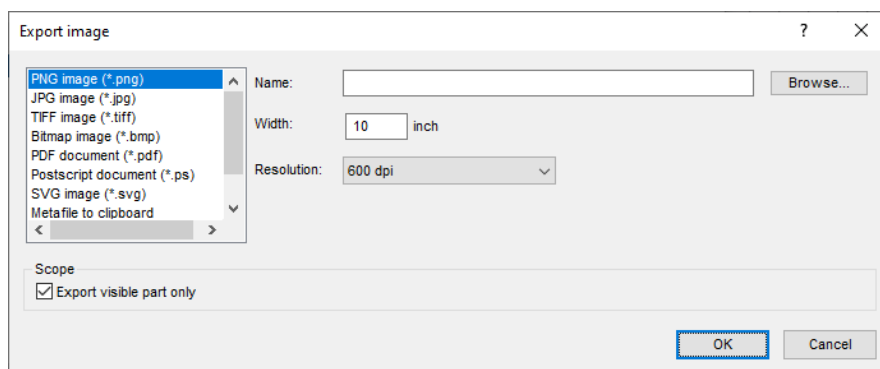 Export image
?
PNG image (*.png)
JPG image (*.jpg)
TIFF image (*.tiff)
Bitmap image (*.bmp)
PDF document (*.pdf)
Postscript document (*.ps)
SVG image (*.svg)
Metafile to clipboard
Name:
Browse...
Width:
10 inch
Resolution:
600 dpi
Scope
Export visible part only
OK
Cancel